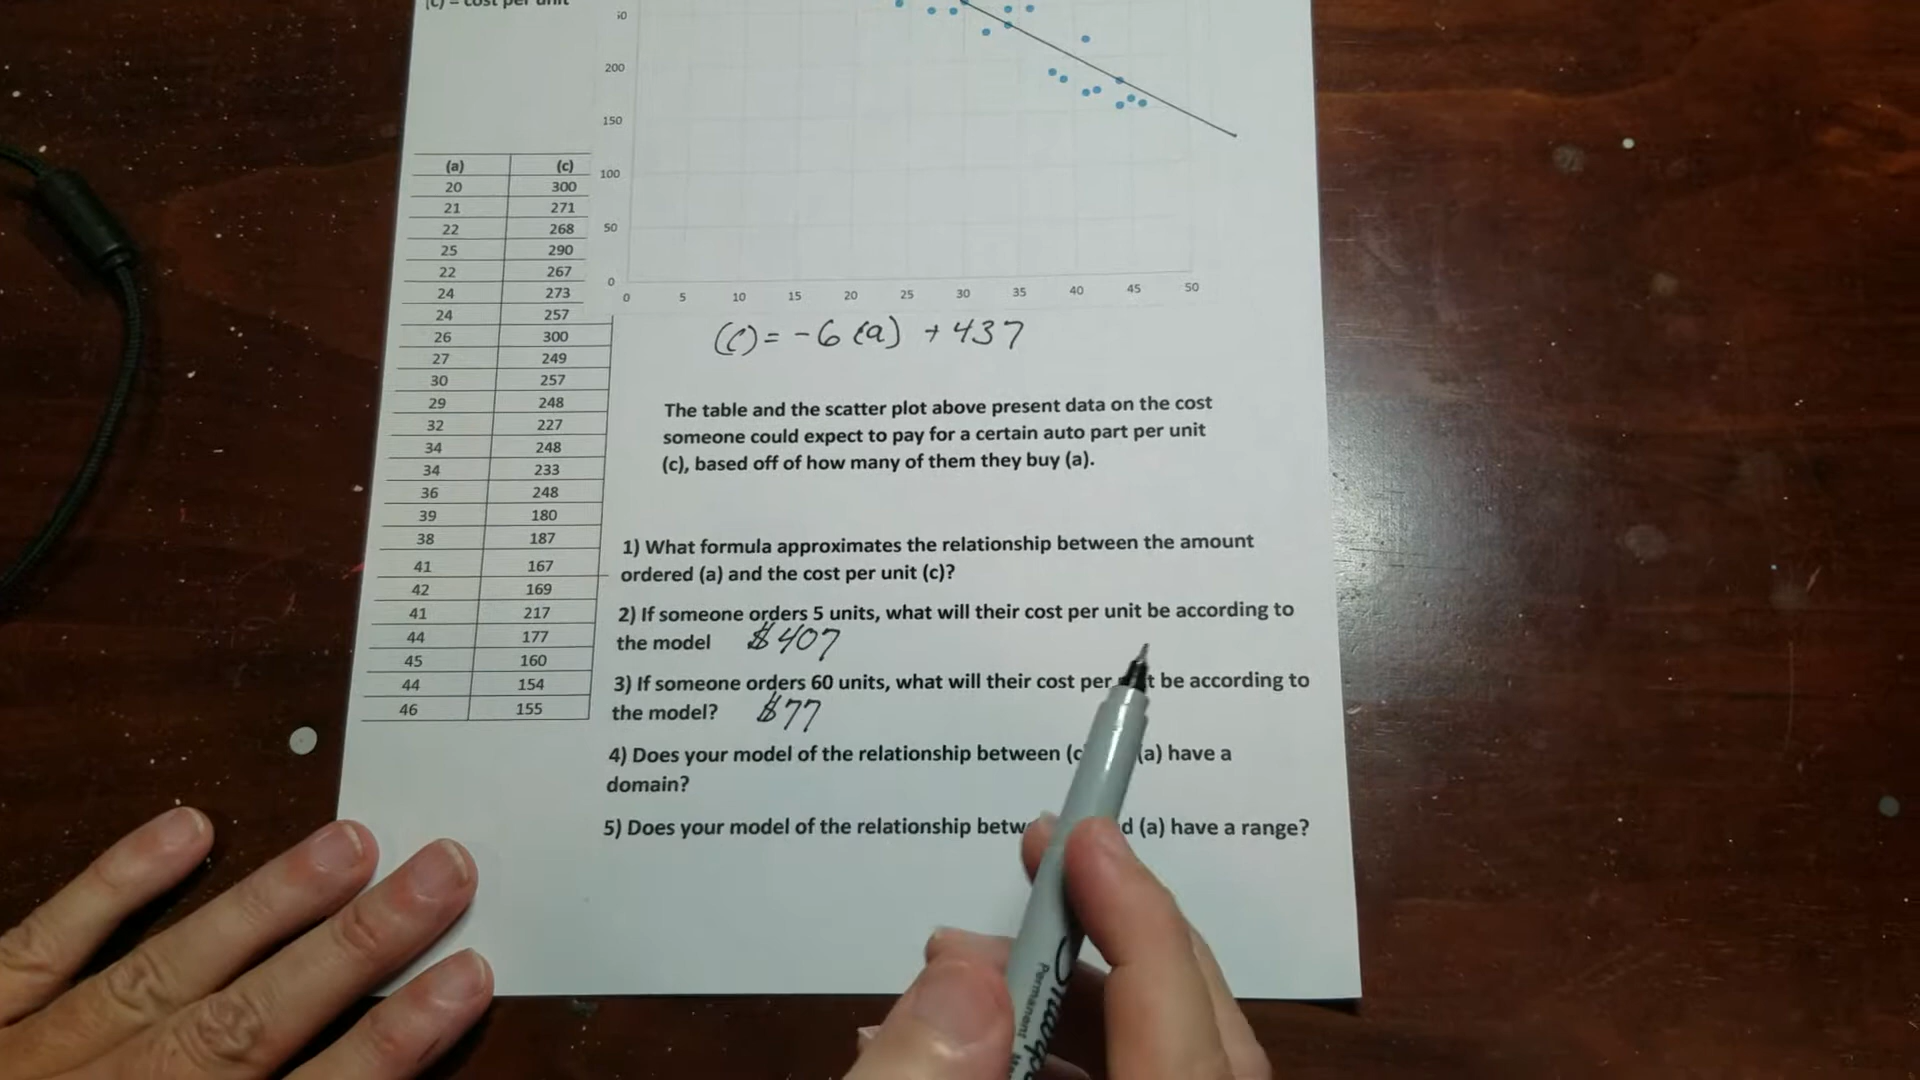 (c) = cost per unit
200
150
100
50
0
0 5 10 15 20 25 30 35 40 45 50
(a) (c)
20 300
21 271
22 268
25 290
22 267
24 273
24 257
26 300
27 249
30 257
29 248
32 227
34 248
34 233
36 248
39 180
38 187
41 167
42 169
41 217
44 177
45 160
44 154
46 155
(c) = -6 (a) + 437
The table and the scatter plot above present data on the cost
someone could expect to pay for a certain auto part per unit
(c), based off of how many of them they buy (a).
1) What formula approximates the relationship between the amount
ordered (a) and the cost per unit (c)?
2) If someone orders 5 units, what will their cost per unit be according to
the model $407
3) If someone orders 60 units, what will their cost per be according to
the model? $77
4) Does your model of the relationship between (a) have a
domain?
5) Does your model of the relationship (a) have a range?
Permanent